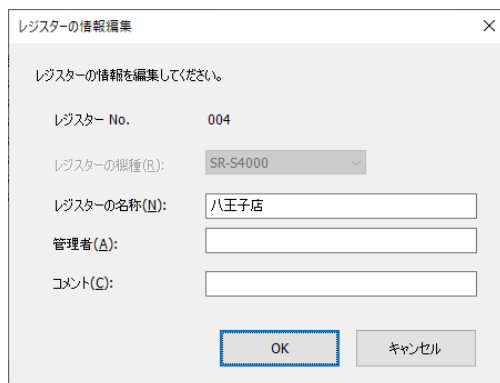 レジスターの情報編集
レジスターの情報を編集してください。
レジスター No. 004
レジスターの機種(R): SR-S4000
レジスターの名称(N): 八王子店
管理者(A):
コメント(C):
OK キャンセル